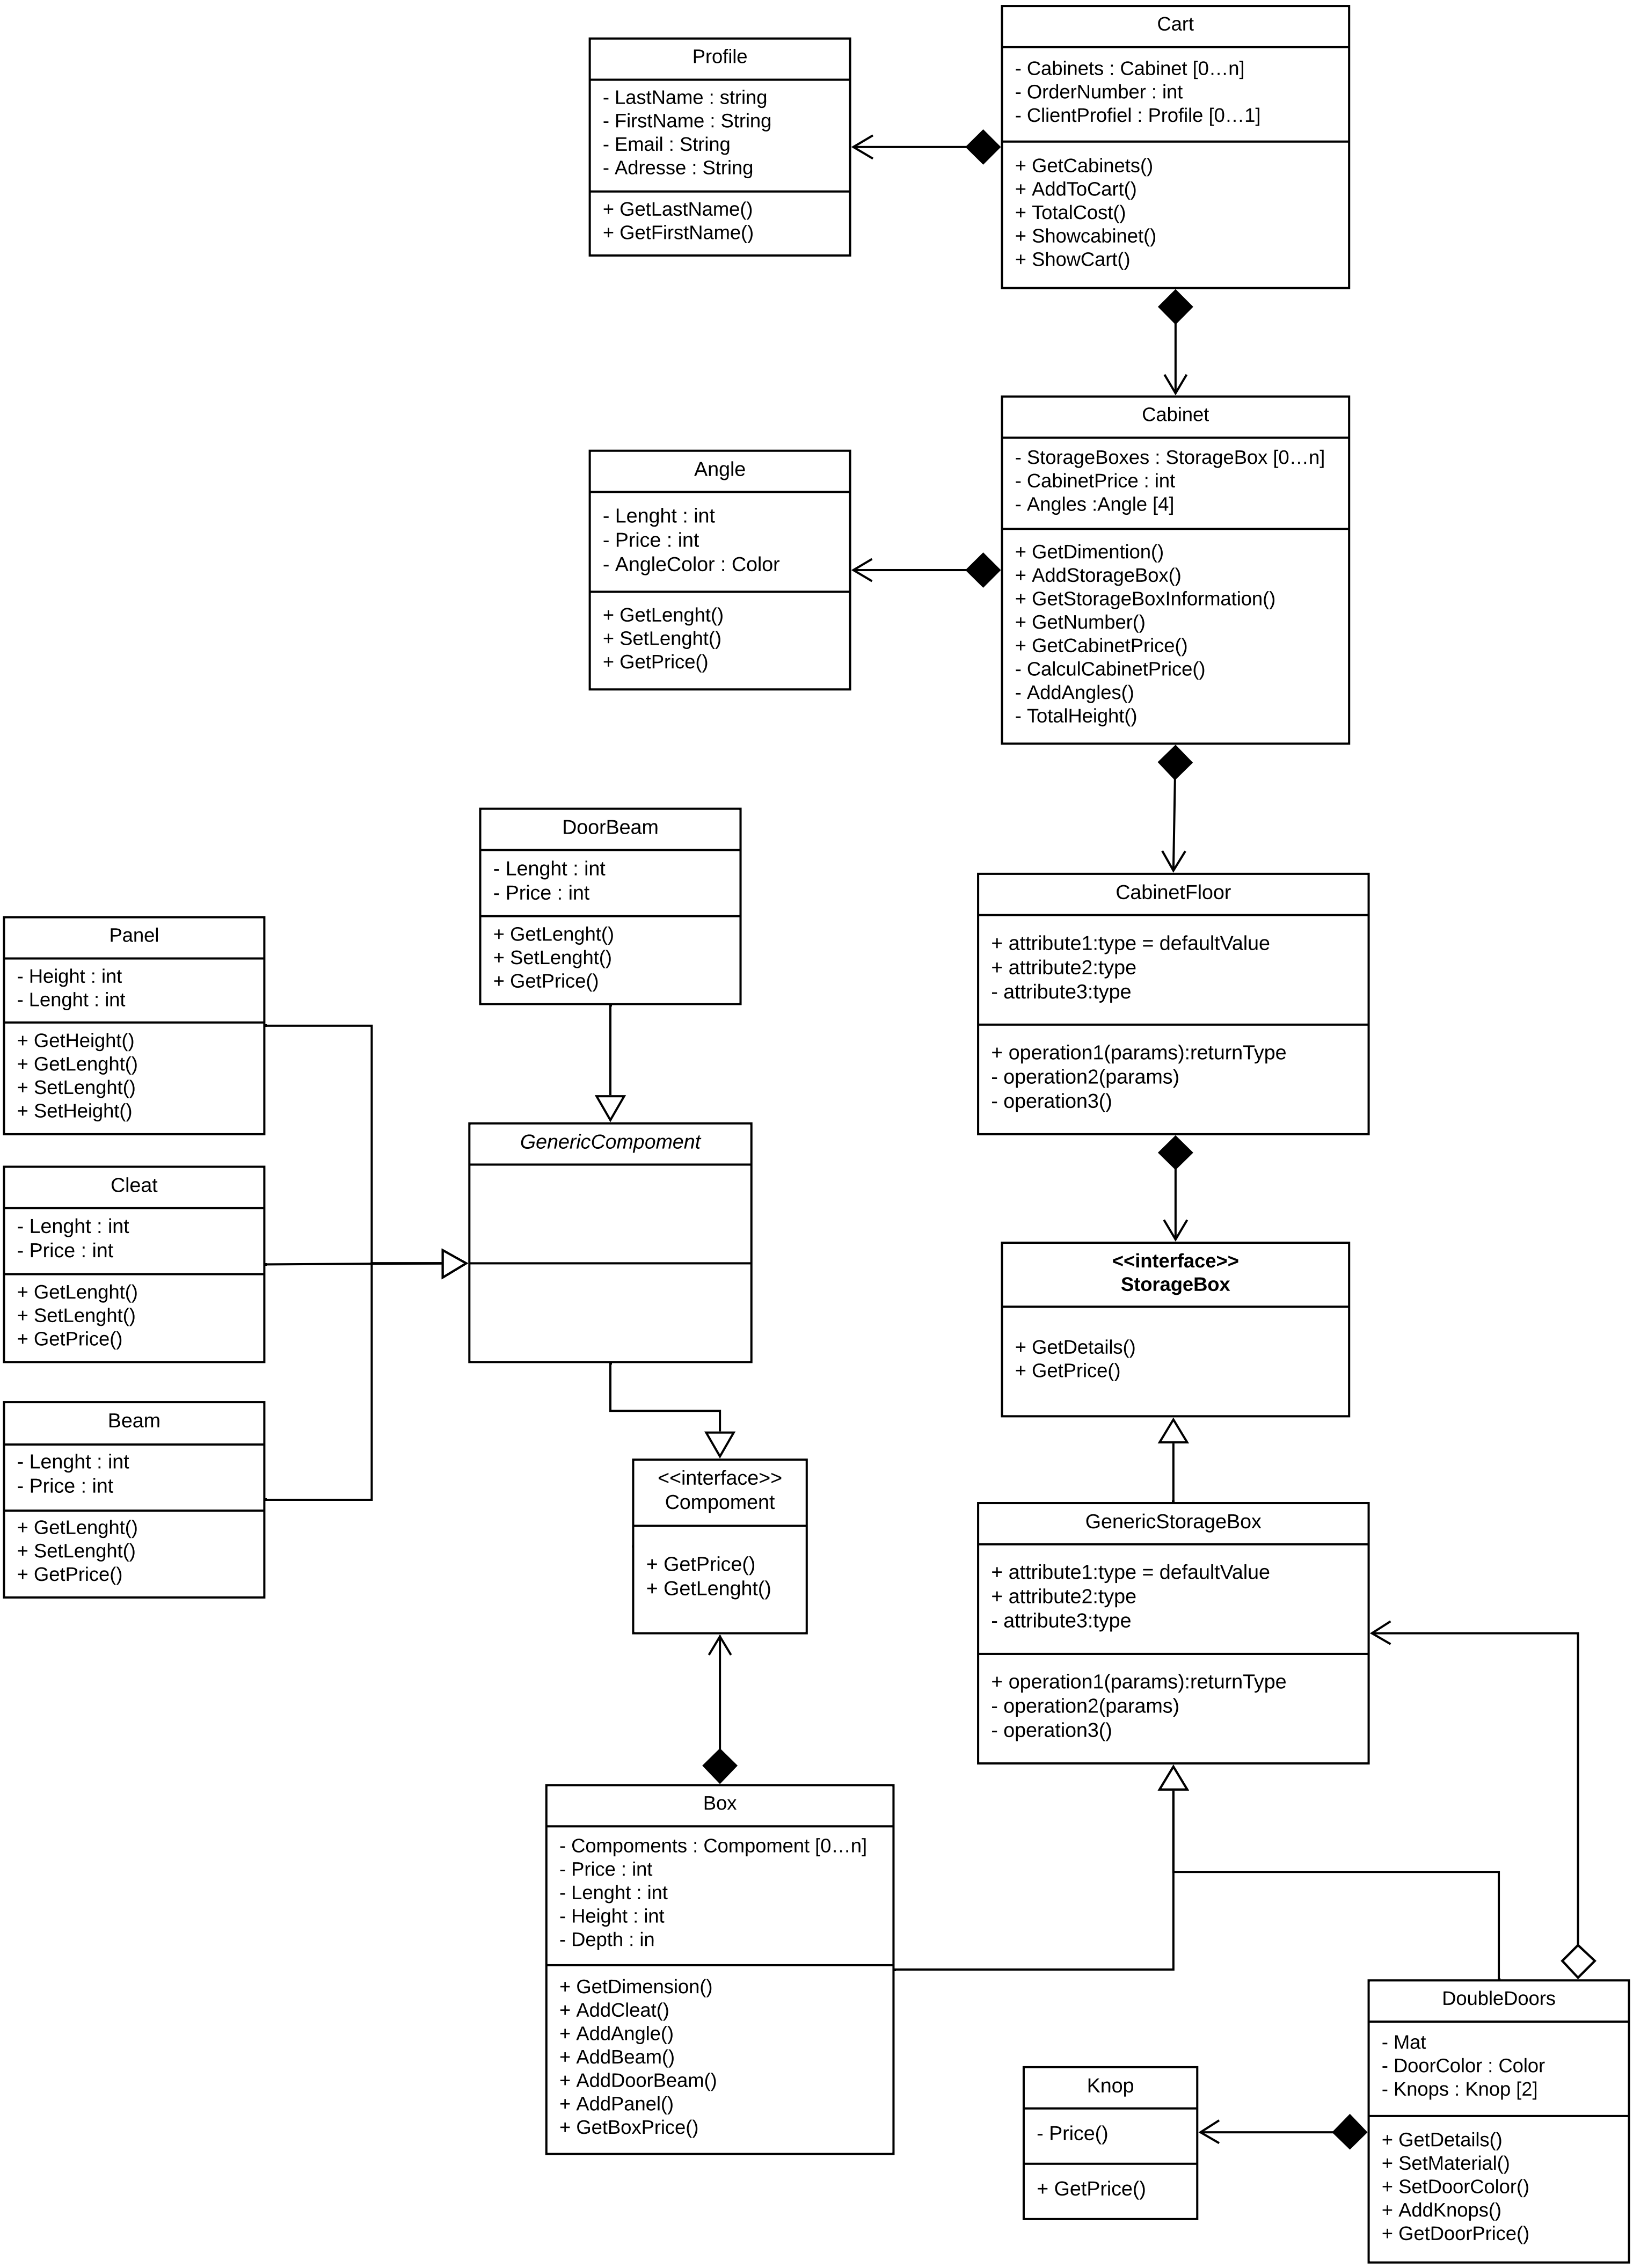 Cart
- Cabinets : Cabinet [0…n]
- OrderNumber : int
- ClientProfiel : Profile [0…1]
+ GetCabinets()
+ AddToCart()
+ TotalCost()
+ Showcabinet()
+ ShowCart()
Profile
- LastName : string
- FirstName : String
- Email : String
- Adresse : String
+ GetLastName()
+ GetFirstName()
Cabinet
- StorageBoxes : StorageBox [0…n]
- CabinetPrice : int
- Angles :Angle [4]
+ GetDimention()
+ AddStorageBox()
+ GetStorageBoxInformation()
+ GetNumber()
+ GetCabinetPrice()
- CalculCabinetPrice()
- AddAngles()
- TotalHeight()
Angle
- Lenght : int
- Price : int
- AngleColor : Color
+ GetLenght()
+ SetLenght()
+ GetPrice()
DoorBeam
- Lenght : int
- Price : int
+ GetLenght()
+ SetLenght()
+ GetPrice()
CabinetFloor
+ attribute1:type = defaultValue
+ attribute2:type
- attribute3:type
+ operation1(params):returnType
- operation2(params)
- operation3()
Panel
- Height : int
- Lenght : int
+ GetHeight()
+ GetLenght()
+ SetLenght()
+ SetHeight()
GenericCompoment
Cleat
- Lenght : int
- Price : int
+ GetLenght()
+ SetLenght()
+ GetPrice()
<<interface>>
StorageBox
+ GetDetails()
+ GetPrice()
Beam
- Lenght : int
- Price : int
+ GetLenght()
+ SetLenght()
+ GetPrice()
<<interface>>
Compoment
+ GetPrice()
+ GetLenght()
GenericStorageBox
+ attribute1:type = defaultValue
+ attribute2:type
- attribute3:type
+ operation1(params):returnType
- operation2(params)
- operation3()
Box
- Compoments : Compoment [0…n]
- Price : int
- Lenght : int
- Height : int
- Depth : in
+ GetDimension()
+ AddCleat()
+ AddAngle()
+ AddBeam()
+ AddDoorBeam()
+ AddPanel()
+ GetBoxPrice()
DoubleDoors
- Mat
- DoorColor : Color
- Knops : Knop [2]
+ GetDetails()
+ SetMaterial()
+ SetDoorColor()
+ AddKnops()
+ GetDoorPrice()
Knop
- Price()
+ GetPrice()